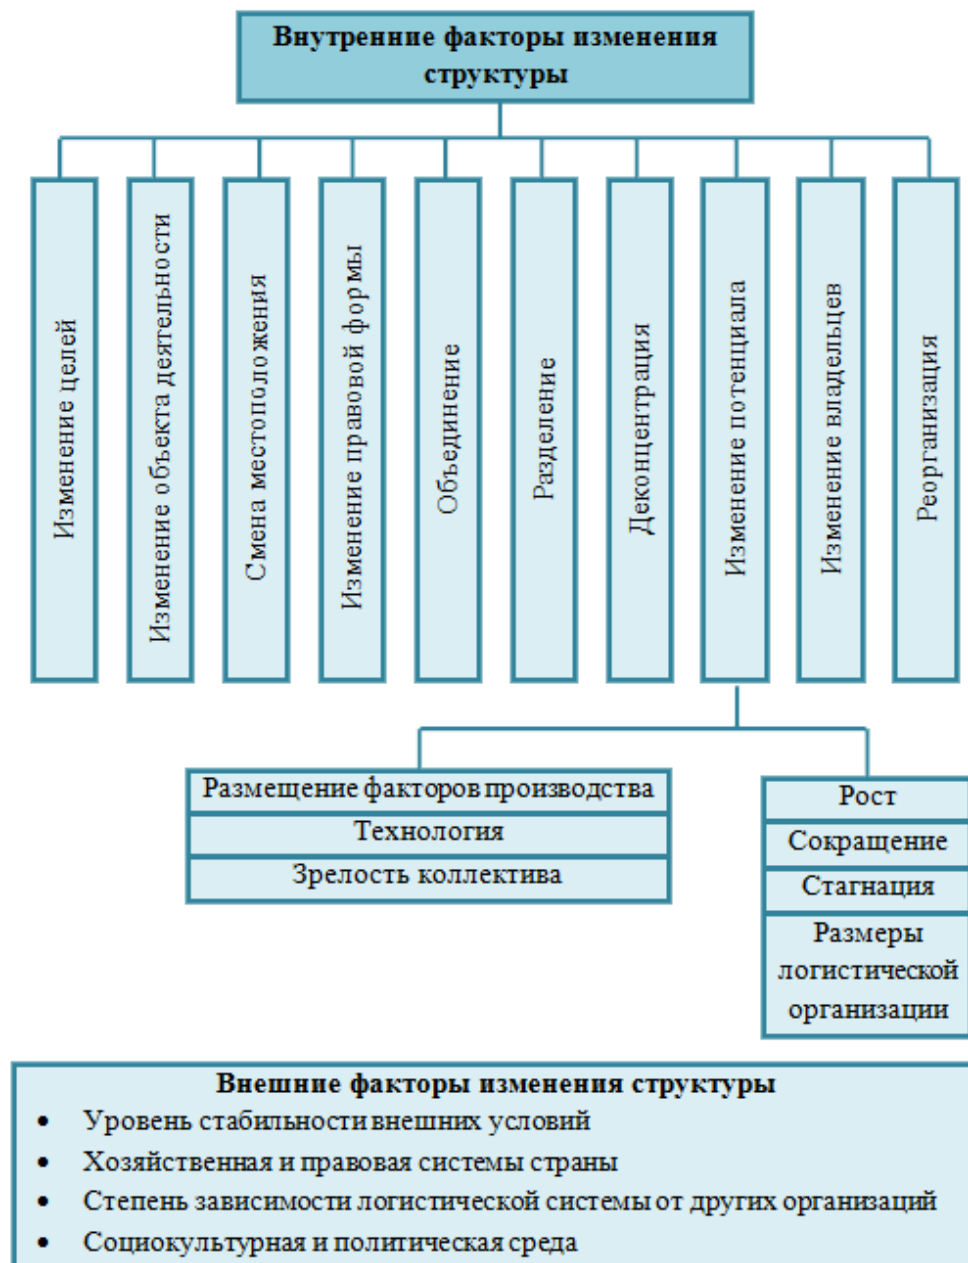 Внутренние факторы изменения
структуры
Изменение целей
Изменение объекта деятельности
Смена местоположения
Изменение правовой формы
Объединение
Разделение
Деконцентрация
Изменение потенциала
Изменение владельцев
Реорганизация
Размещение факторов производства
Технология
Зрелость коллектива
Рост
Сокращение
Стагнация
Размеры
логистической
организации
Внешние факторы изменения структуры
• Уровень стабильности внешних условий
• Хозяйственная и правовая системы страны
• Степень зависимости логистической системы от других организаций
• Социокультурная и политическая среда